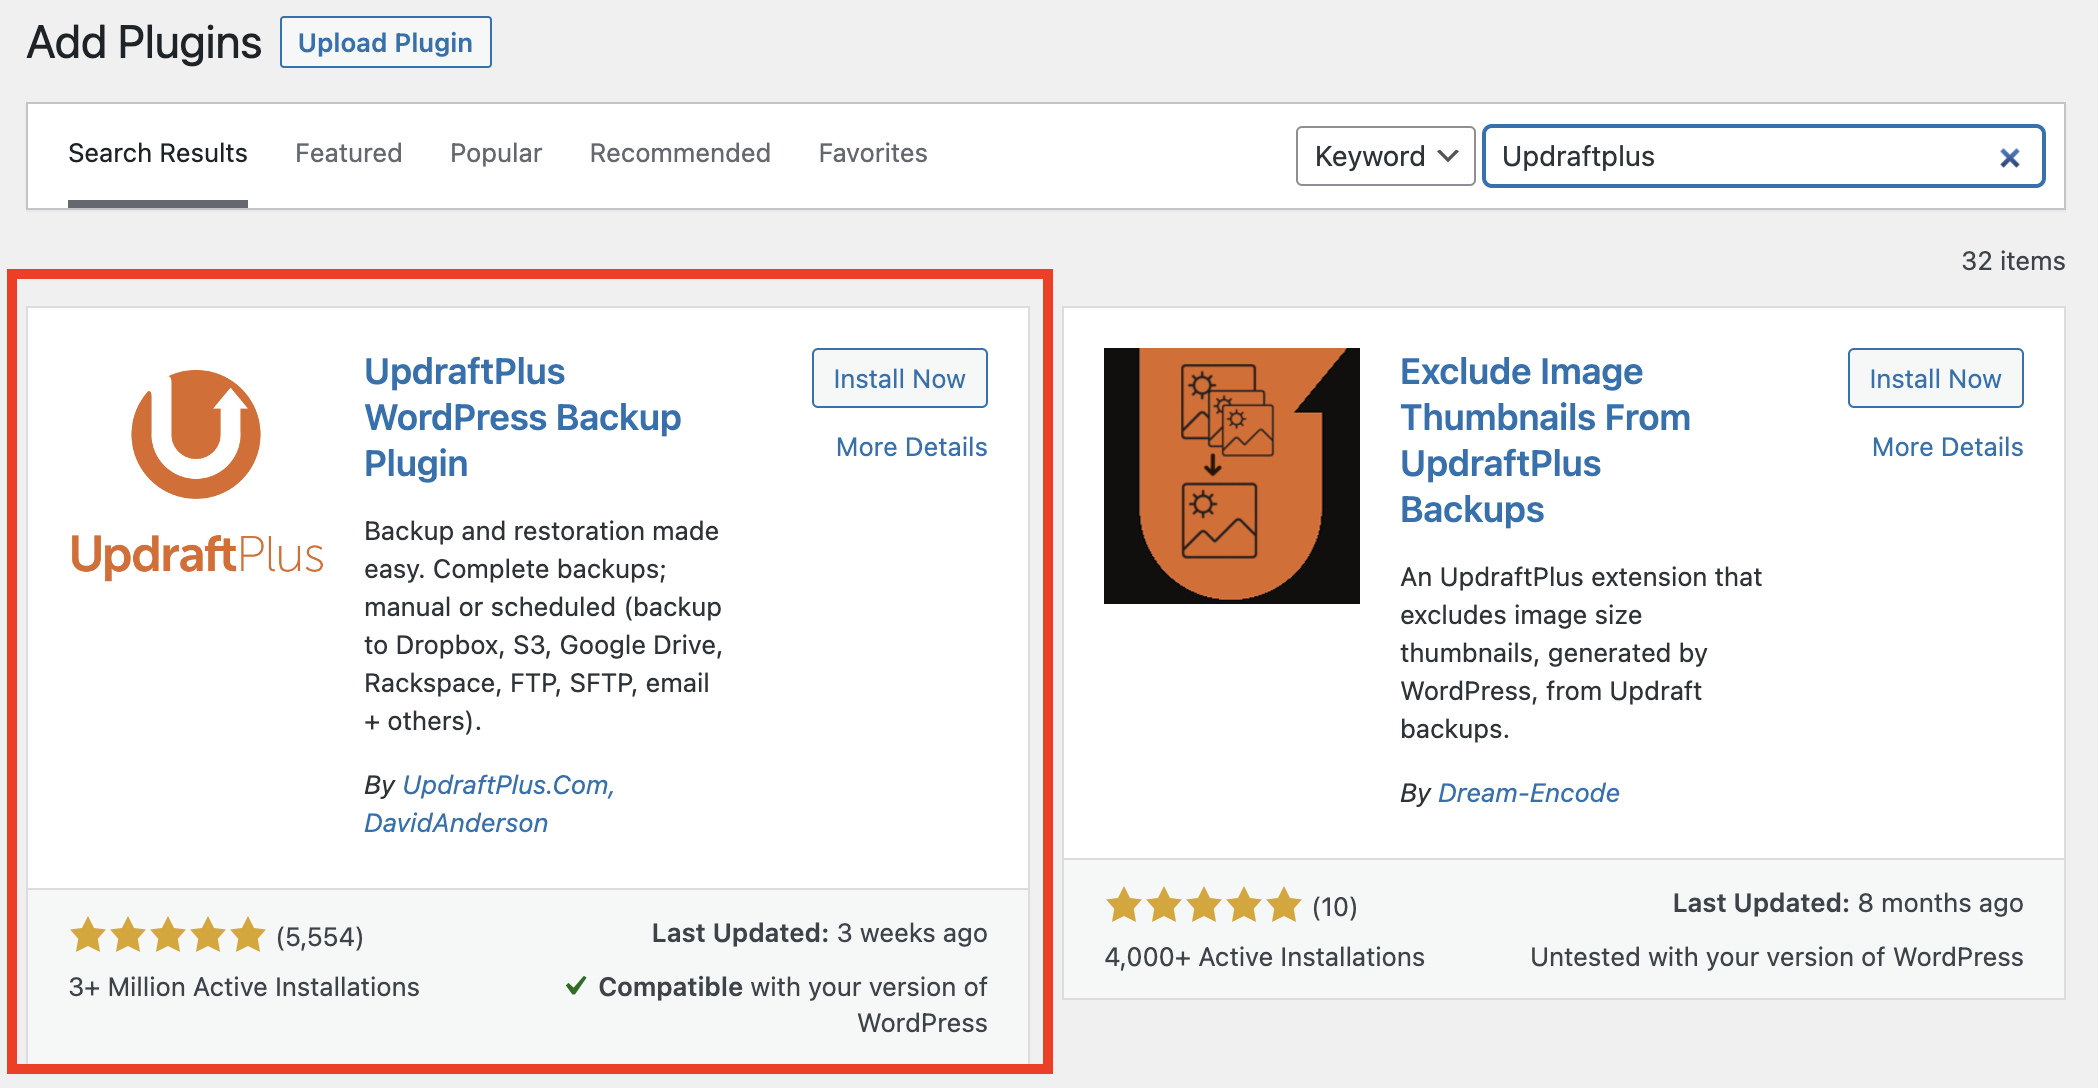 Add Plugins
Upload Plugin
Search Results
Featured
Popular
Recommended
Favorites
Keyword
Updraftplus
32 items
UpdraftPlus
UpdraftPlus
WordPress Backup
Plugin
Install Now
More Details
Backup and restoration made
easy. Complete backups;
manual or scheduled (backup
to Dropbox, S3, Google Drive,
Rackspace, FTP, SFTP, email
+ others).
By UpdraftPlus.Com,
DavidAnderson
(5,554)
3+ Million Active Installations
Last Updated: 3 weeks ago
Compatible with your version of
WordPress
Exclude Image
Thumbnails From
UpdraftPlus
Backups
Install Now
More Details
An UpdraftPlus extension that
excludes image size
thumbnails, generated by
WordPress, from Updraft
backups.
By Dream-Encode
(10)
4,000+ Active Installations
Last Updated: 8 months ago
Untested with your version of WordPress